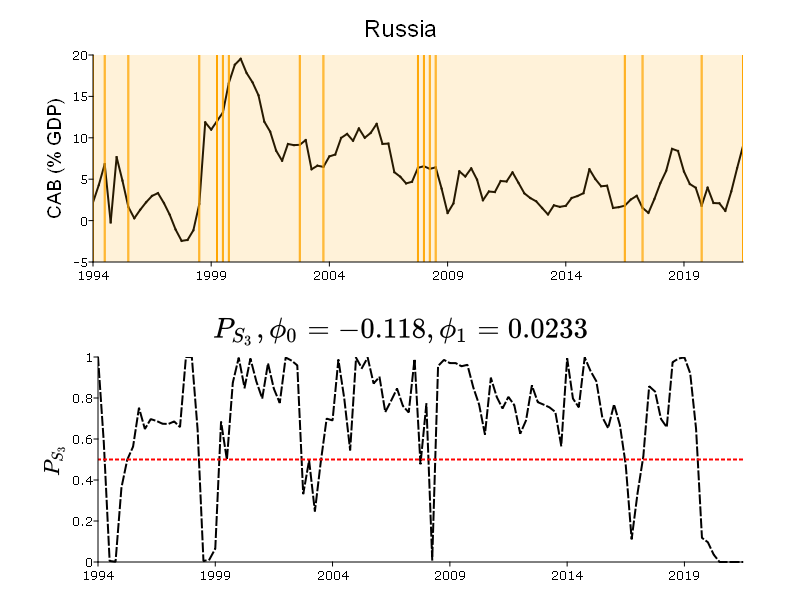 Russia
CAB (% GDP)
20
15
10
5
0
−5
1994 1999 2004 2009 2014 2019
P_{S_3}, ϕ_0 = −0.118, ϕ_1 = 0.0233
P_{S_3}
1
0.8
0.6
0.4
0.2
0
1994 1999 2004 2009 2014 2019